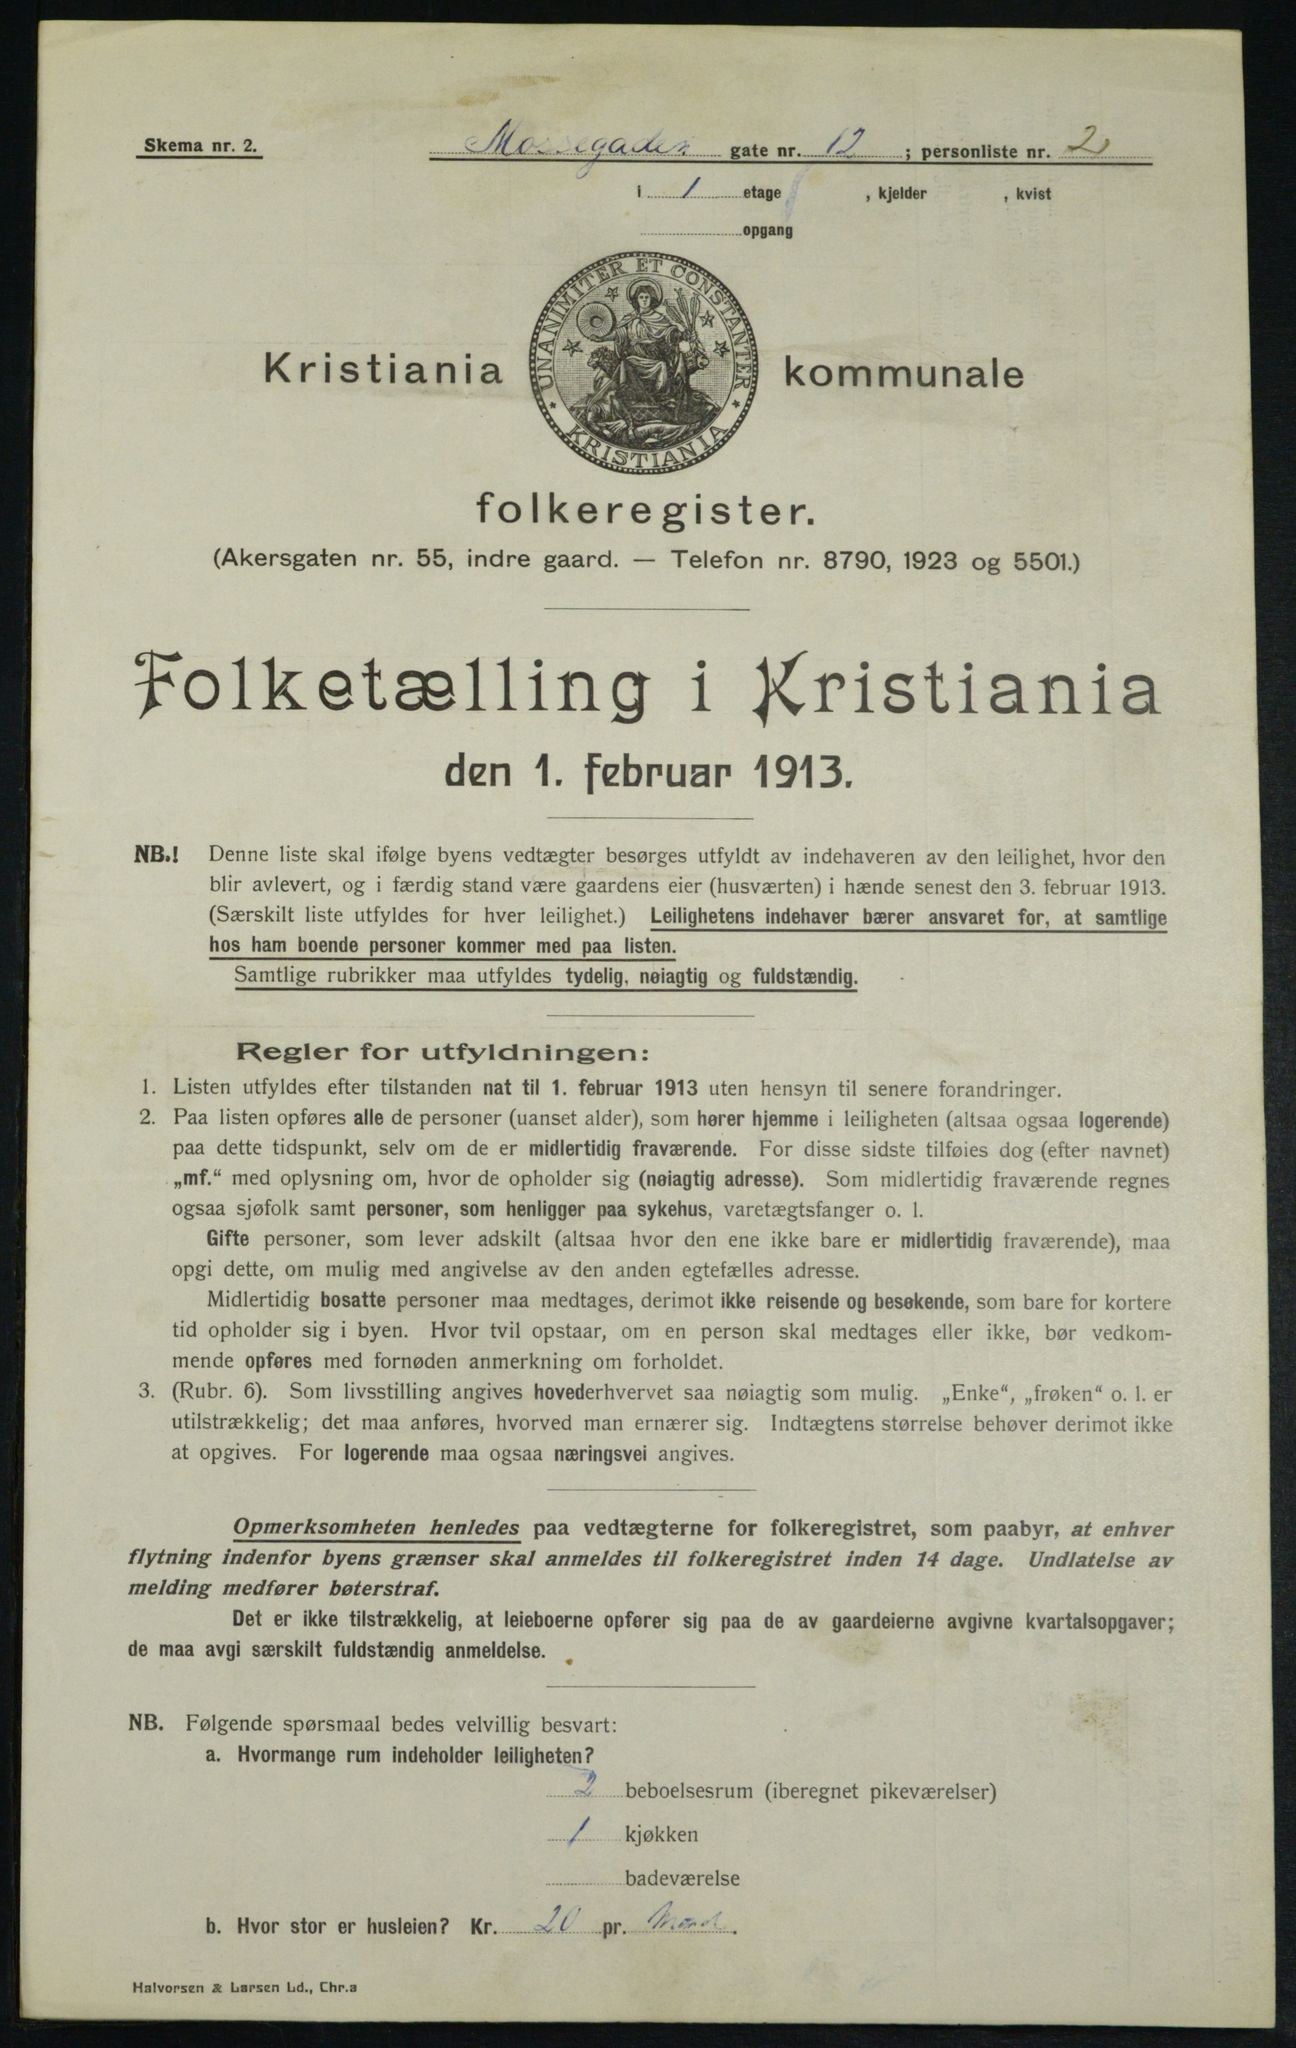 Skema nr. 2.
Mossegaden gate nr. 12 ; personliste nr. 2
i 1 etage , kjelder , kvist
opgang
UNANIMITER ET CONSTANTER
KRISTIANIA
Kristiania kommunale
folkeregister.
(Akersgaten nr. 55, indre gaard. — Telefon nr. 8790, 1923 og 5501.)
Folketælling i Kristiania
den 1. februar 1913.
NB.! Denne liste skal ifølge byens vedtægter besørges utfyldt av indehaveren av den leilighet, hvor den
blir avlevert, og i færdig stand være gaardens eier (husværten) i hænde senest den 3. februar 1913.
(Særskilt liste utfyldes for hver leilighet.) Leilighetens indehaver bærer ansvaret for, at samtlige
hos ham boende personer kommer med paa listen.
Samtlige rubrikker maa utfyldes tydelig, nøiagtig og fuldstændig.
Regler for utfyldningen:
1. Listen utfyldes efter tilstanden nat til 1. februar 1913 uten hensyn til senere forandringer.
2. Paa listen opføres alle de personer (uanset alder), som hører hjemme i leiligheten (altsaa ogsaa logerende)
paa dette tidspunkt, selv om de er midlertidig fraværende. For disse sidste tilføies dog (efter navnet)
„mf.“ med oplysning om, hvor de opholder sig (nøiagtig adresse). Som midlertidig fraværende regnes
ogsaa sjøfolk samt personer, som henligger paa sykehus, varetægtsfanger o. l.
Gifte personer, som lever adskilt (altsaa hvor den ene ikke bare er midlertidig fraværende), maa
opgi dette, om mulig med angivelse av den anden egtefælles adresse.
Midlertidig bosatte personer maa medtages, derimot ikke reisende og besøkende, som bare for kortere
tid opholder sig i byen. Hvor tvil opstaar, om en person skal medtages eller ikke, bør vedkom-
mende opføres med fornøden anmerkning om forholdet.
3. (Rubr. 6). Som livsstilling angives hovederhvervet saa nøiagtig som mulig. „Enke“, „frøken“ o. l. er
utilstrækkelig; det maa anføres, hvorved man ernærer sig. Indtægtens størrelse behøver derimot ikke
at opgives. For logerende maa ogsaa næringsvei angives.
Opmerksomheten henledes paa vedtægterne for folkeregistret, som paabyr, at enhver
flytning indenfor byens grænser skal anmeldes til folkeregistret inden 14 dage. Undlatelse av
melding medfører bøterstraf.
Det er ikke tilstrækkelig, at leieboerne opfører sig paa de av gaardeierne avgivne kvartalsopgaver;
de maa avgi særskilt fuldstændig anmeldelse.
NB. Følgende spørsmaal bedes velvillig besvart:
a. Hvormange rum indeholder leiligheten?
2 beboelsesrum (iberegnet pikeværelser)
1 kjøkken
badeværelse
b. Hvor stor er husleien? Kr. 20 pr. .
Halvorsen & Larsen Ld., Chr.a